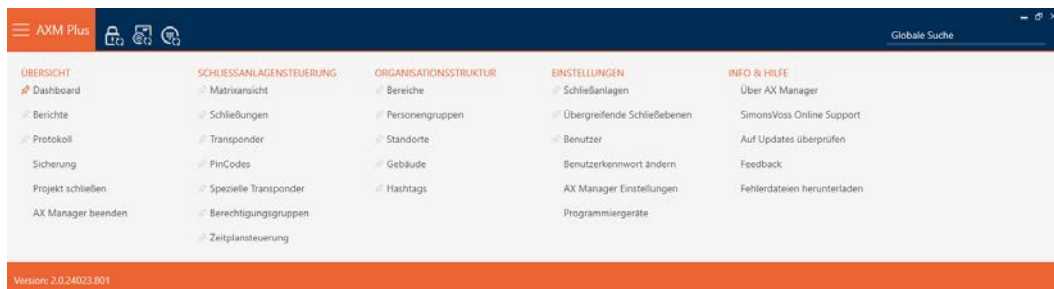 AXM Plus
Globale Suche
ÜBERSICHT
Dashboard
Berichte
Protokoll
Sicherung
Projekt schließen
AX Manager beenden
SCHLIESSANLAGENSTEUERUNG
Matrixansicht
Schließungen
Transponder
PinCodes
Spezielle Transponder
Berechtigungsgruppen
Zeitplansteuerung
ORGANISATIONSSTRUKTUR
Bereiche
Personengruppen
Standorte
Gebäude
Hashtags
EINSTELLUNGEN
Schließanlagen
Übergreifende Schließebenen
Benutzer
Benutzerkennwort ändern
AX Manager Einstellungen
Programmiergeräte
INFO & HILFE
Über AX Manager
SimonsVoss Online Support
Auf Updates überprüfen
Feedback
Fehlerdateien herunterladen
Version: 2.0.24023.801